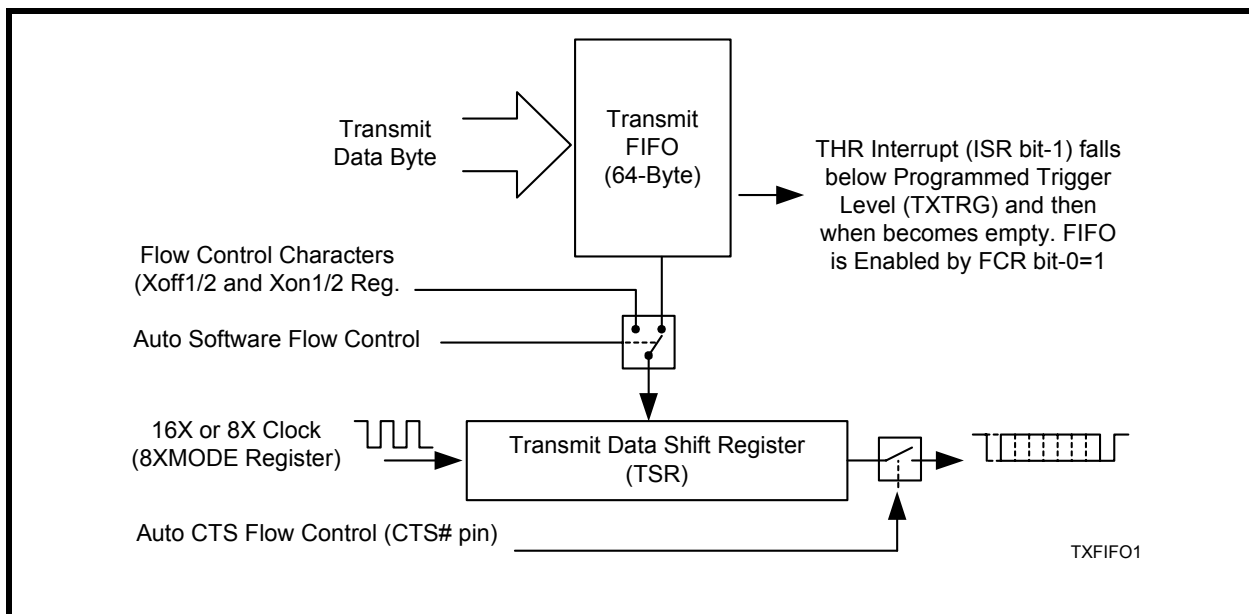 Transmit
FIFO
(64-Byte)
Transmit
Data Byte
THR Interrupt (ISR bit-1) falls
below Programmed Trigger
Level (TXTRG) and then
when becomes empty. FIFO
is Enabled by FCR bit-0=1
Flow Control Characters
(Xoff1/2 and Xon1/2 Reg.
Auto Software Flow Control
16X or 8X Clock
(8XMODE Register)
Transmit Data Shift Register
(TSR)
Auto CTS Flow Control (CTS# pin)
TXFIFO1